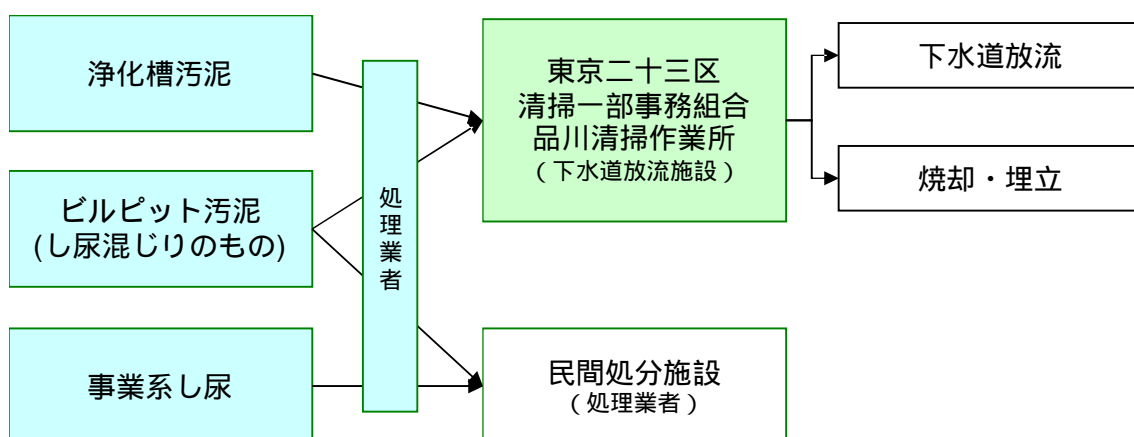 浄化槽汚泥
ビルピット汚泥
(し尿混じりのもの)
事業系し尿
処理業者
東京二十三区
清掃一部事務組合
品川清掃作業所
(下水道放流施設)
民間処分施設
(処理業者)
下水道放流
焼却・埋立